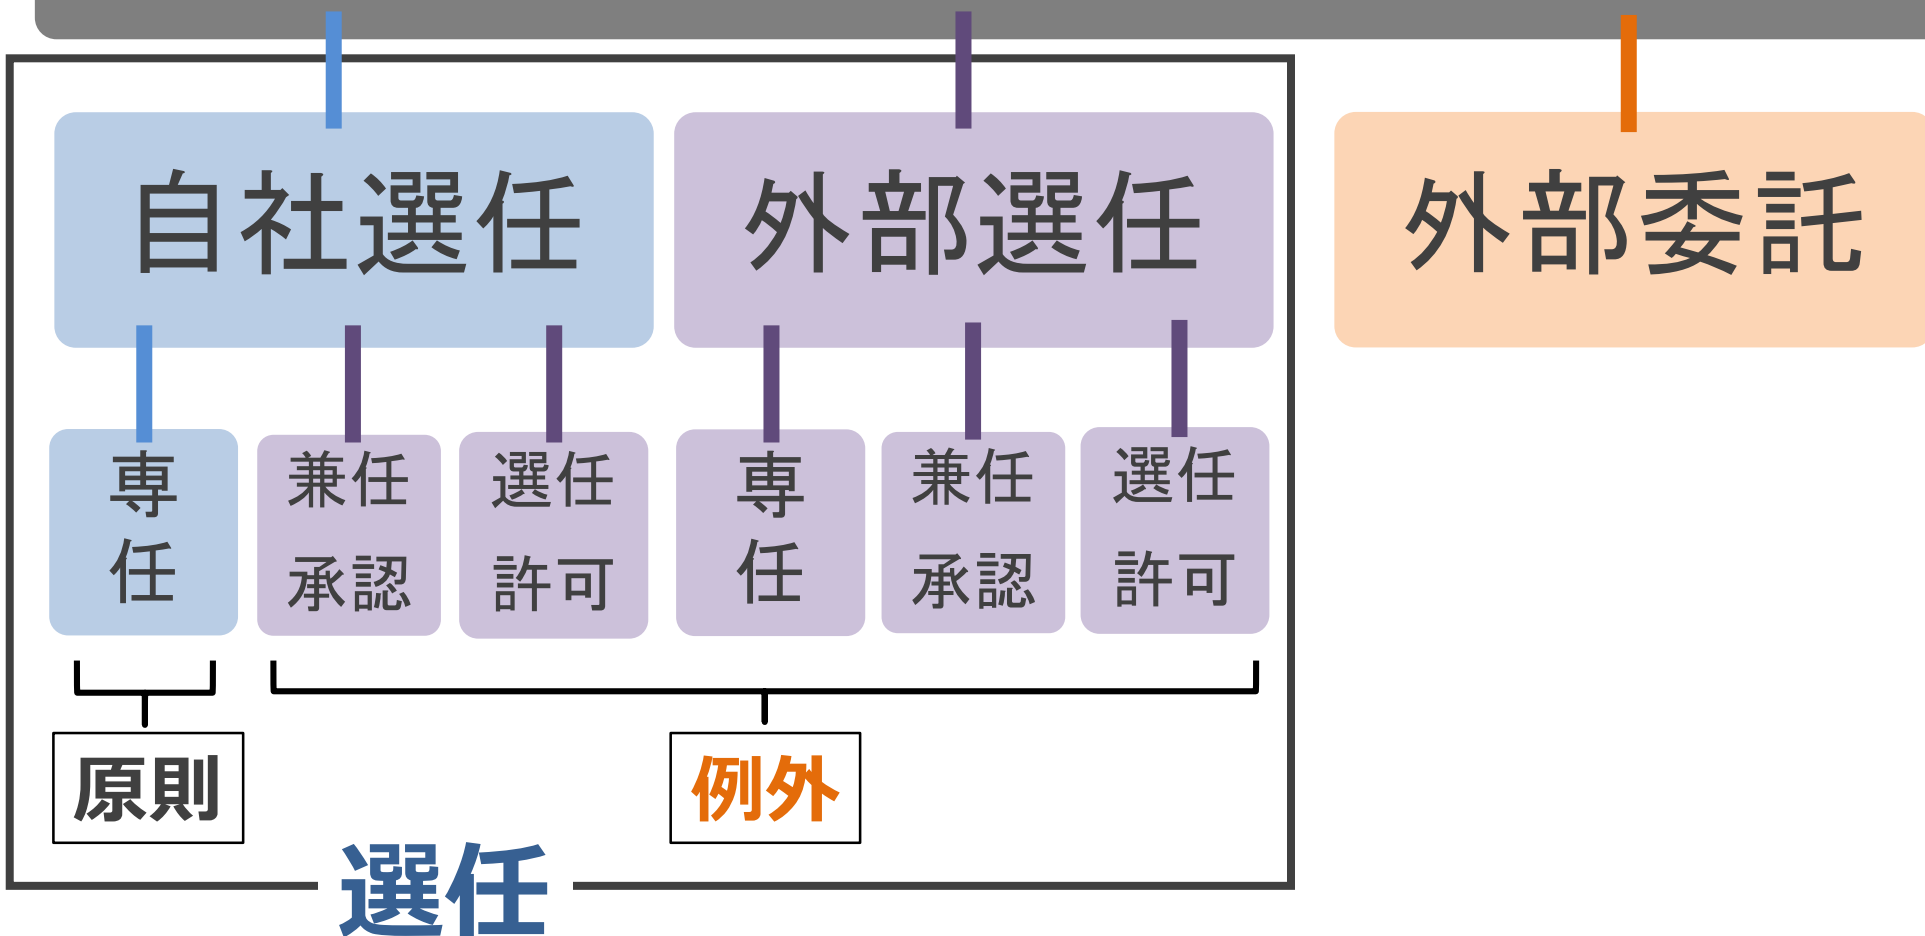 自社選任
外部選任
外部委託
専
任
兼任
承認
選任
許可
専
任
兼任
承認
選任
許可
原則
例外
選任